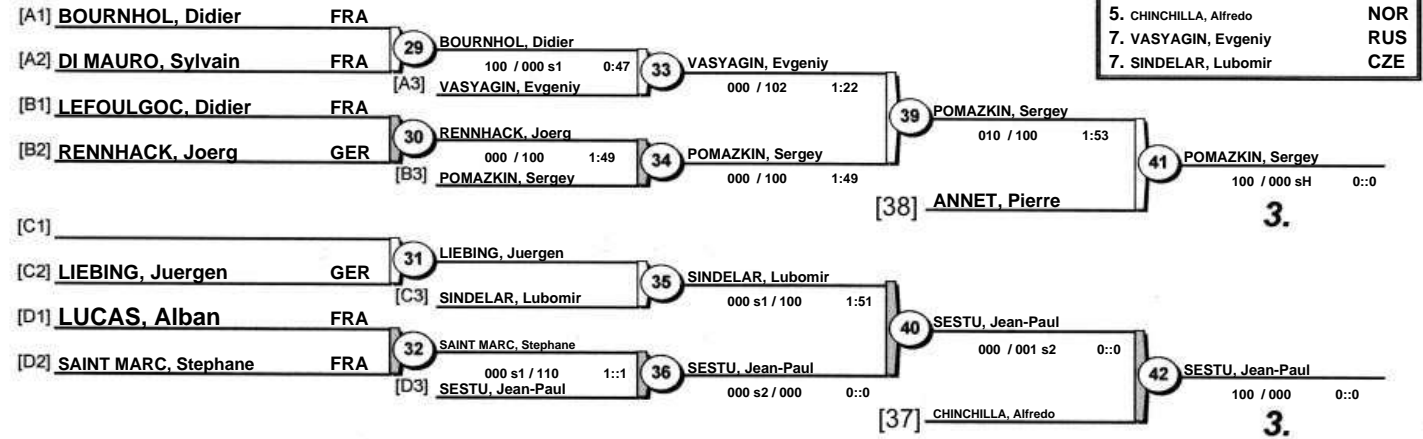 5. CHINCHILLA, Alfredo NOR
7. VASYAGIN, Evgeniy RUS
7. SINDELAR, Lubomir CZE
[A1] BOURNHOL, Didier FRA
29 BOURNHOL, Didier
100 / 000 s1 0:47
[A2] DI MAURO, Sylvain FRA
[A3] VASYAGIN, Evgeniy
33 VASYAGIN, Evgeniy
000 / 102 1:22
[B1] LEFOULGOC, Didier FRA
30 RENNHACK, Joerg
000 / 100 1:49
[B2] RENNHACK, Joerg GER
[B3] POMAZKIN, Sergey
34 POMAZKIN, Sergey
000 / 100 1:49
39 POMAZKIN, Sergey
010 / 100 1:53
[38] ANNET, Pierre
41 POMAZKIN, Sergey
100 / 000 sH 0::0
3.
[C1]
31 LIEBING, Juergen
[C2] LIEBING, Juergen GER
[C3] SINDELAR, Lubomir
35 SINDELAR, Lubomir
000 s1 / 100 1:51
[D1] LUCAS, Alban FRA
32 SAINT MARC, Stephane
000 s1 / 110 1::1
[D2] SAINT MARC, Stephane FRA
[D3] SESTU, Jean-Paul
36 SESTU, Jean-Paul
000 s2 / 000 0::0
40 SESTU, Jean-Paul
000 / 001 s2 0::0
[37] CHINCHILLA, Alfredo
42 SESTU, Jean-Paul
100 / 000 0::0
3.